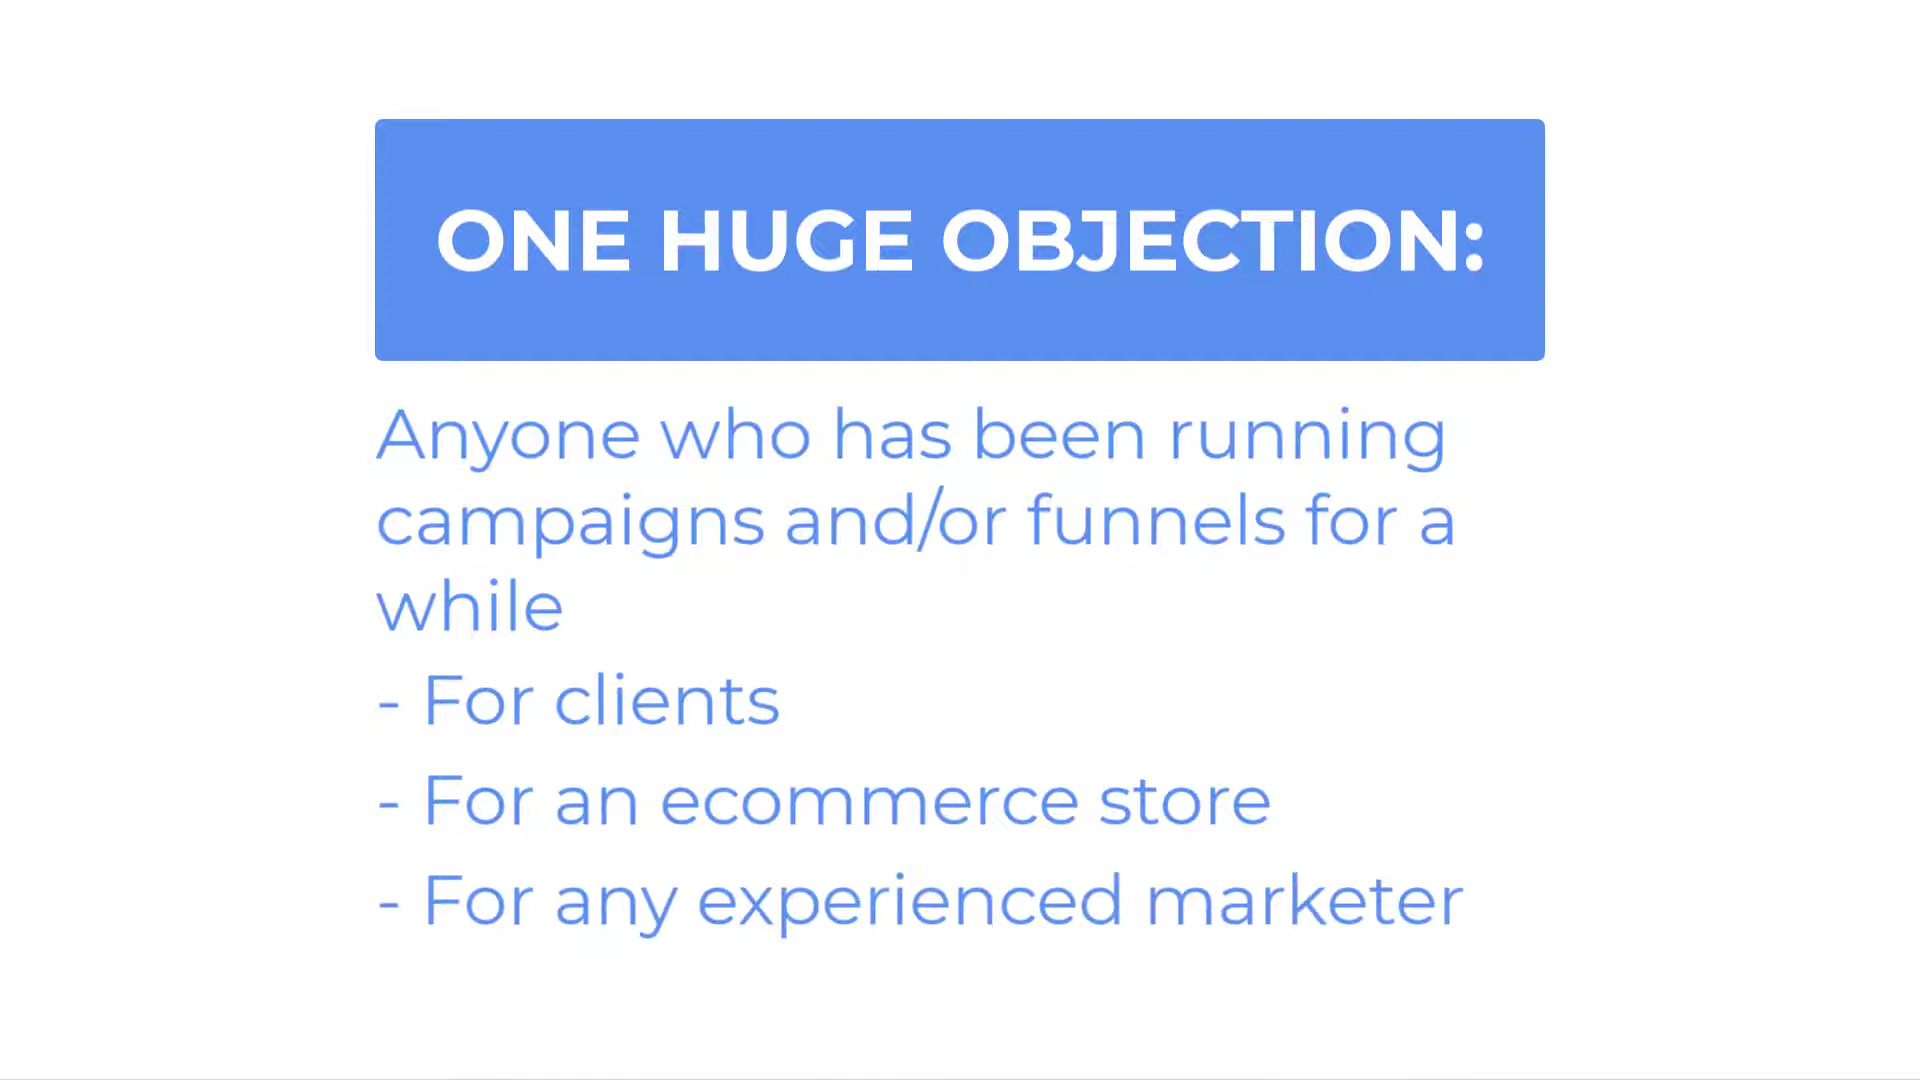 ONE HUGE OBJECTION:
Anyone who has been running
campaigns and/or funnels for a
while
- For clients
- For an ecommerce store
- For any experienced marketer